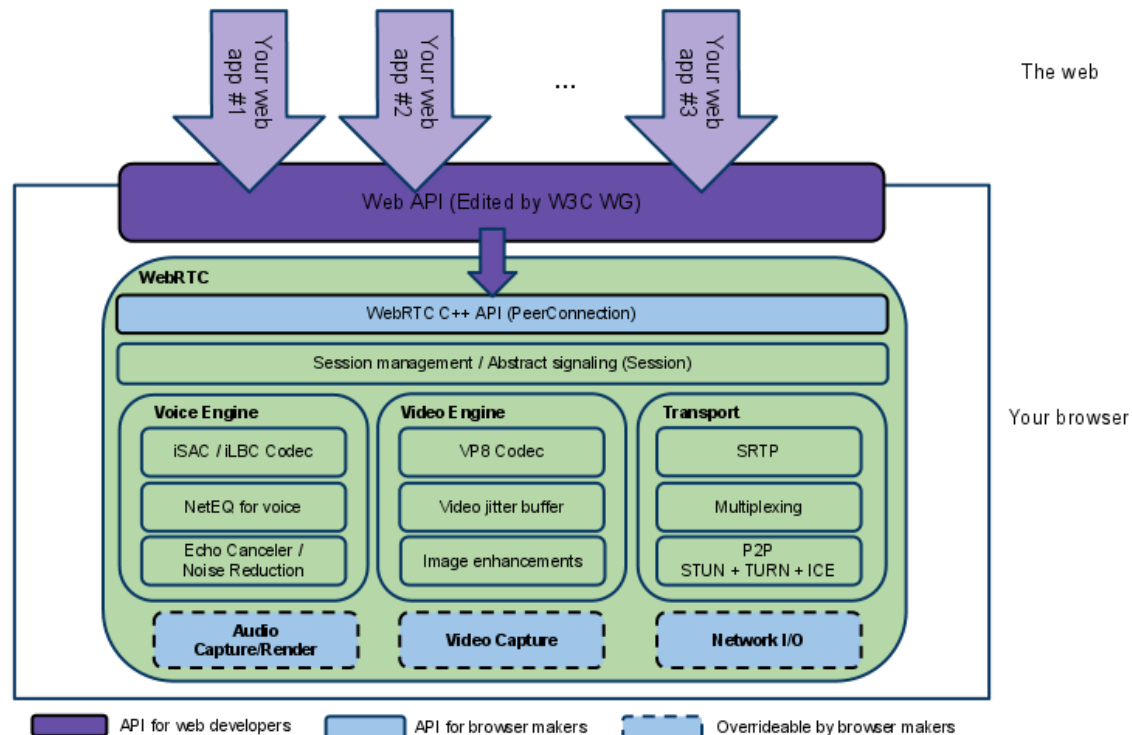 Your web
app #1
Your web
app #2
...
Your web
app #3
The web
Web API (Edited by W3C WG)
WebRTC
WebRTC C++ API (PeerConnection)
Session management / Abstract signaling (Session)
Your browser
Voice Engine
iSAC / iLBC Codec
NetEQ for voice
Echo Canceler /
Noise Reduction
Video Engine
VP8 Codec
Video jitter buffer
Image enhancements
Transport
SRTP
Multiplexing
P2P
STUN + TURN + ICE
Audio
Capture/Render
Video Capture
Network I/O
API for web developers
API for browser makers
Overrideable by browser makers